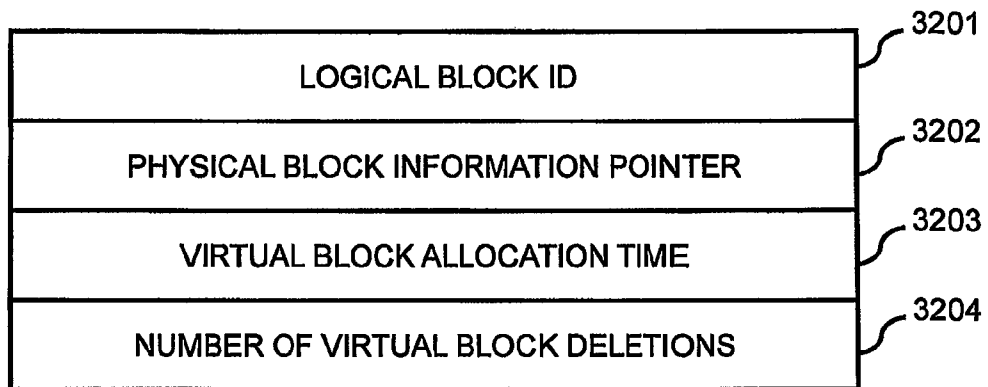 3201
LOGICAL BLOCK ID
3202
PHYSICAL BLOCK INFORMATION POINTER
3203
VIRTUAL BLOCK ALLOCATION TIME
3204
NUMBER OF VIRTUAL BLOCK DELETIONS